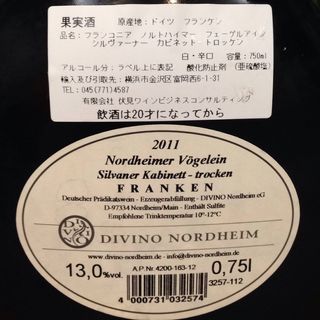 果実酒 原産地:ドイツ フランケン
品名:フランコニア ノルトハイマー フェーゲルアイン
シルヴァーナー カビネット トロッケン
白・辛口 容量:750ml
アルコール分:ラベル上に表記 酸化防止剤 (亜硫酸塩)
輸入及び引取先:横浜市金沢区富岡西6-1-31
TEL:045(771)4587
有限会社 伏見ワインビジネスコンサルティング
飲酒は20才になってから
2011
Nordheimer Vögelein
Silvaner Kabinett - trocken
FRANKEN
Deutscher Prädikatswein - Erzeugerabfüllung - DIVINO Nordheim eG
D-97334 Nordheim/Main - Enthält Sulfite
Empfohlene Trinktemperatur 10°-12°C
DIVINO NORDHEIM
www.divino-nordheim.de - info@divino-nordheim.de
13,0%vol. A.P.Nr. 4200-163-12 0,75l
3257-112
4 000731 032574